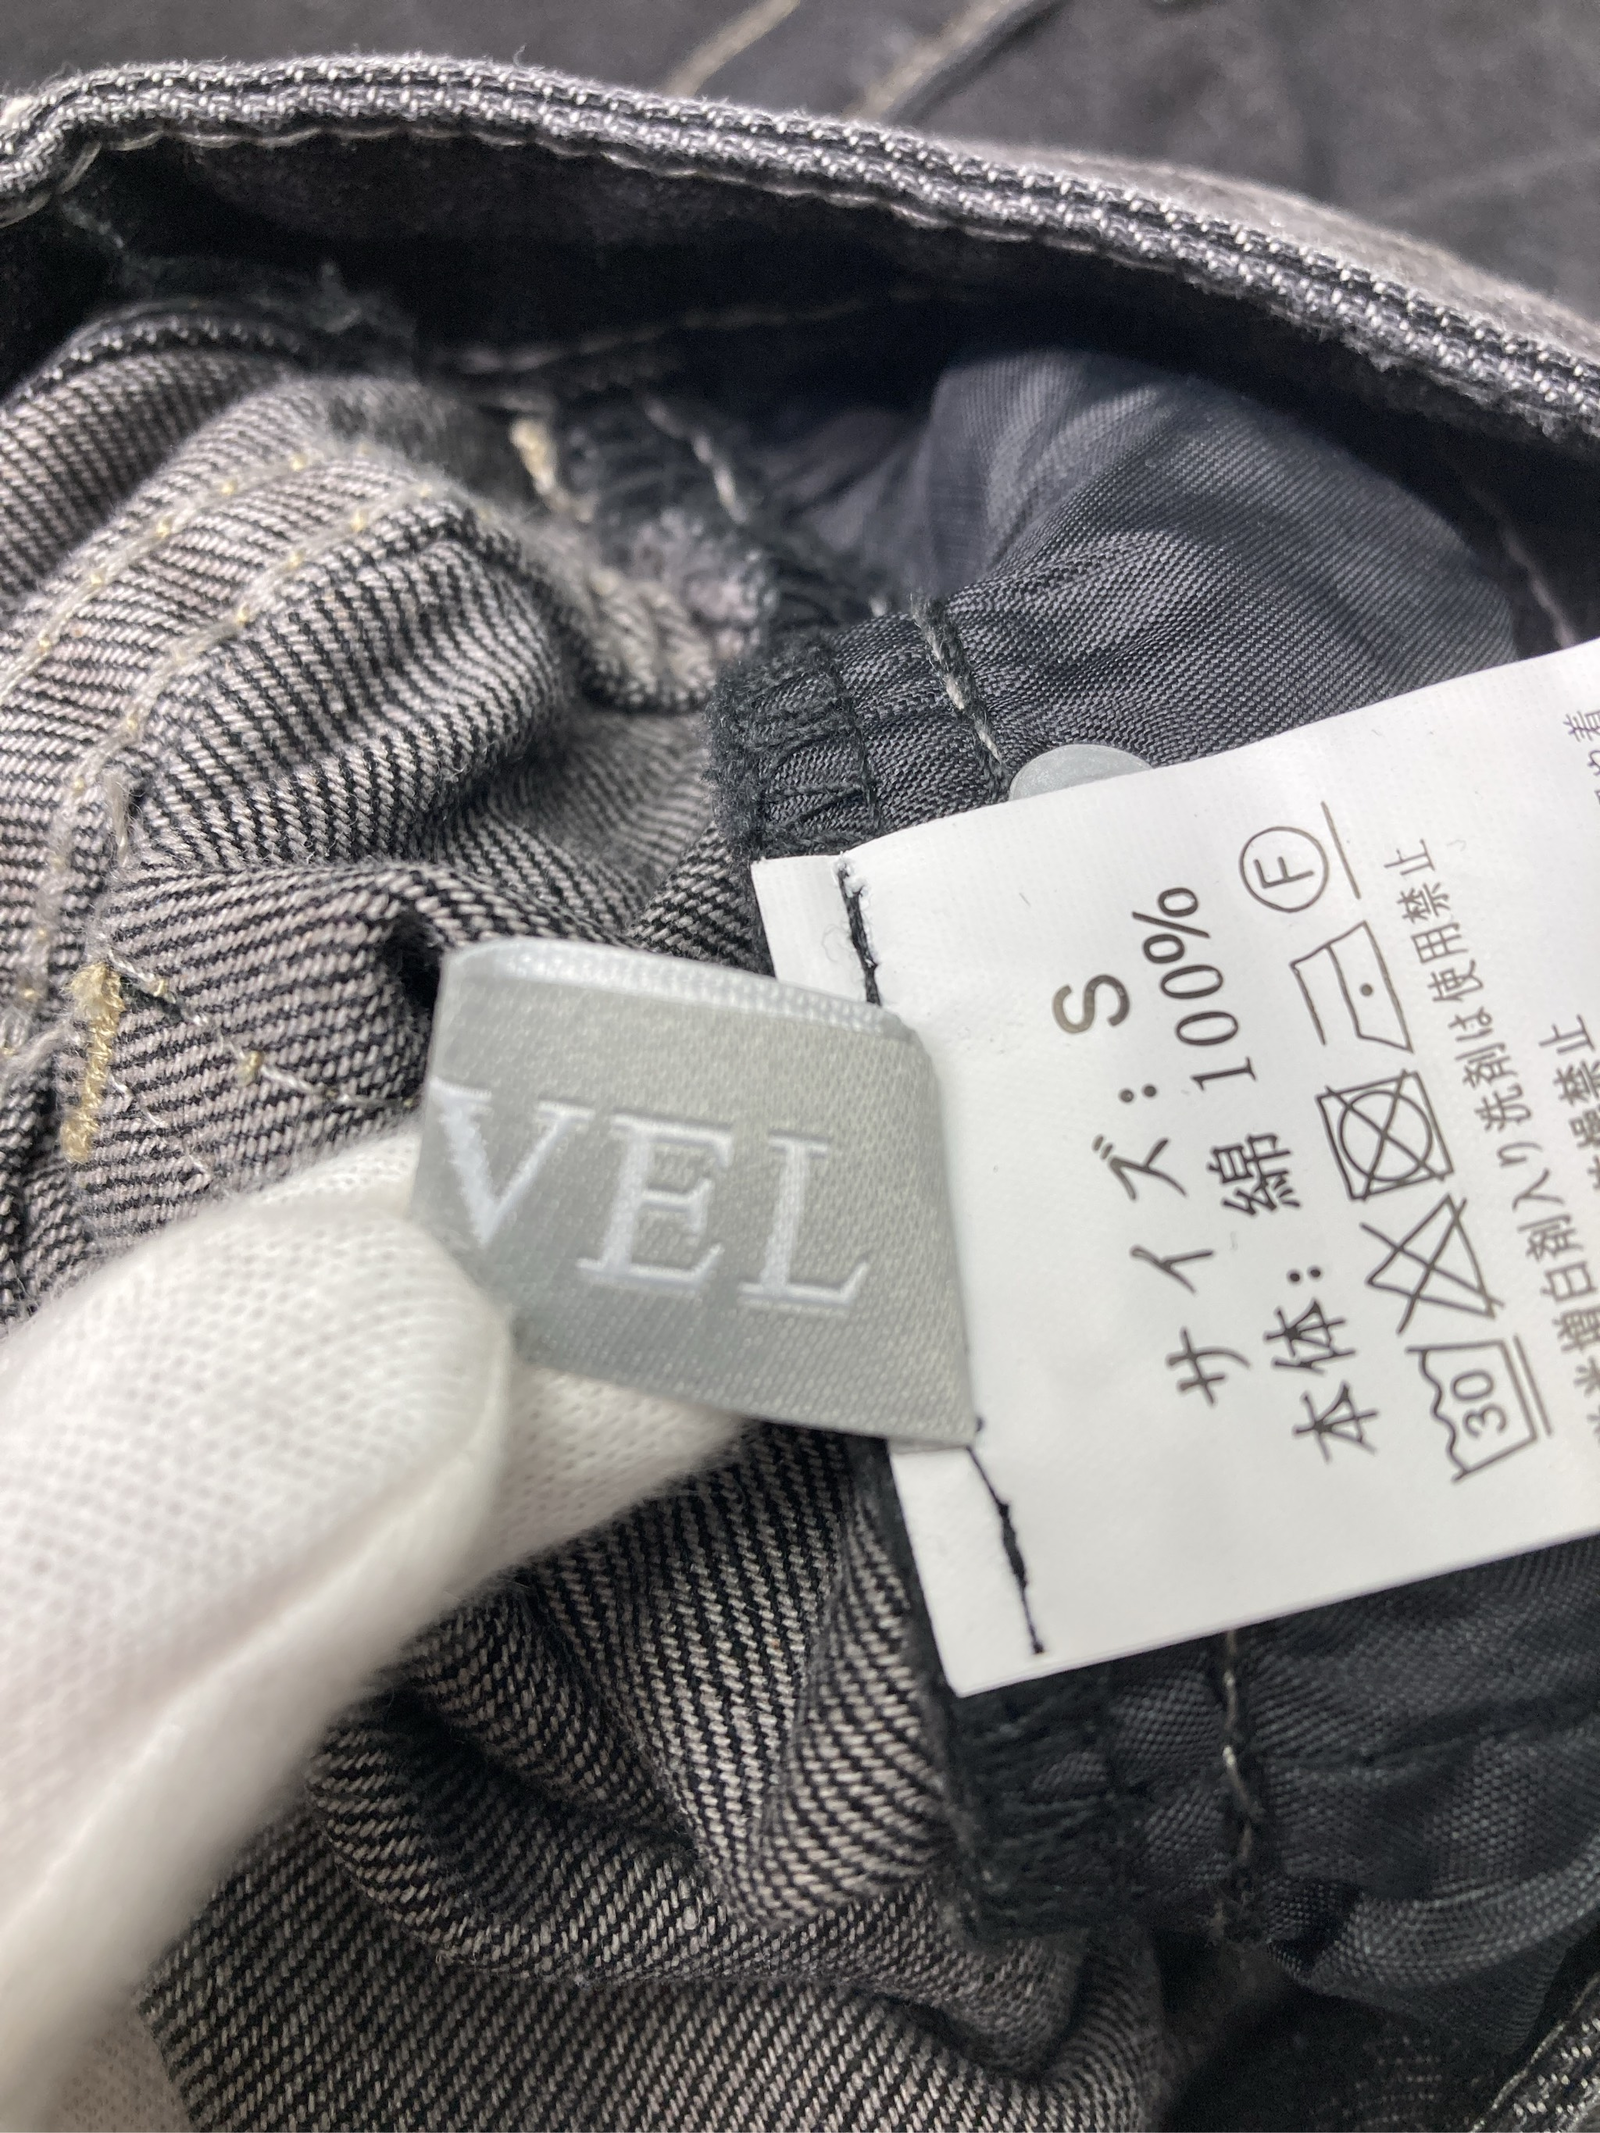 VEL
サイズ: S
本体: 綿 100%
30 F
光増白剤入り洗剤は使用禁止